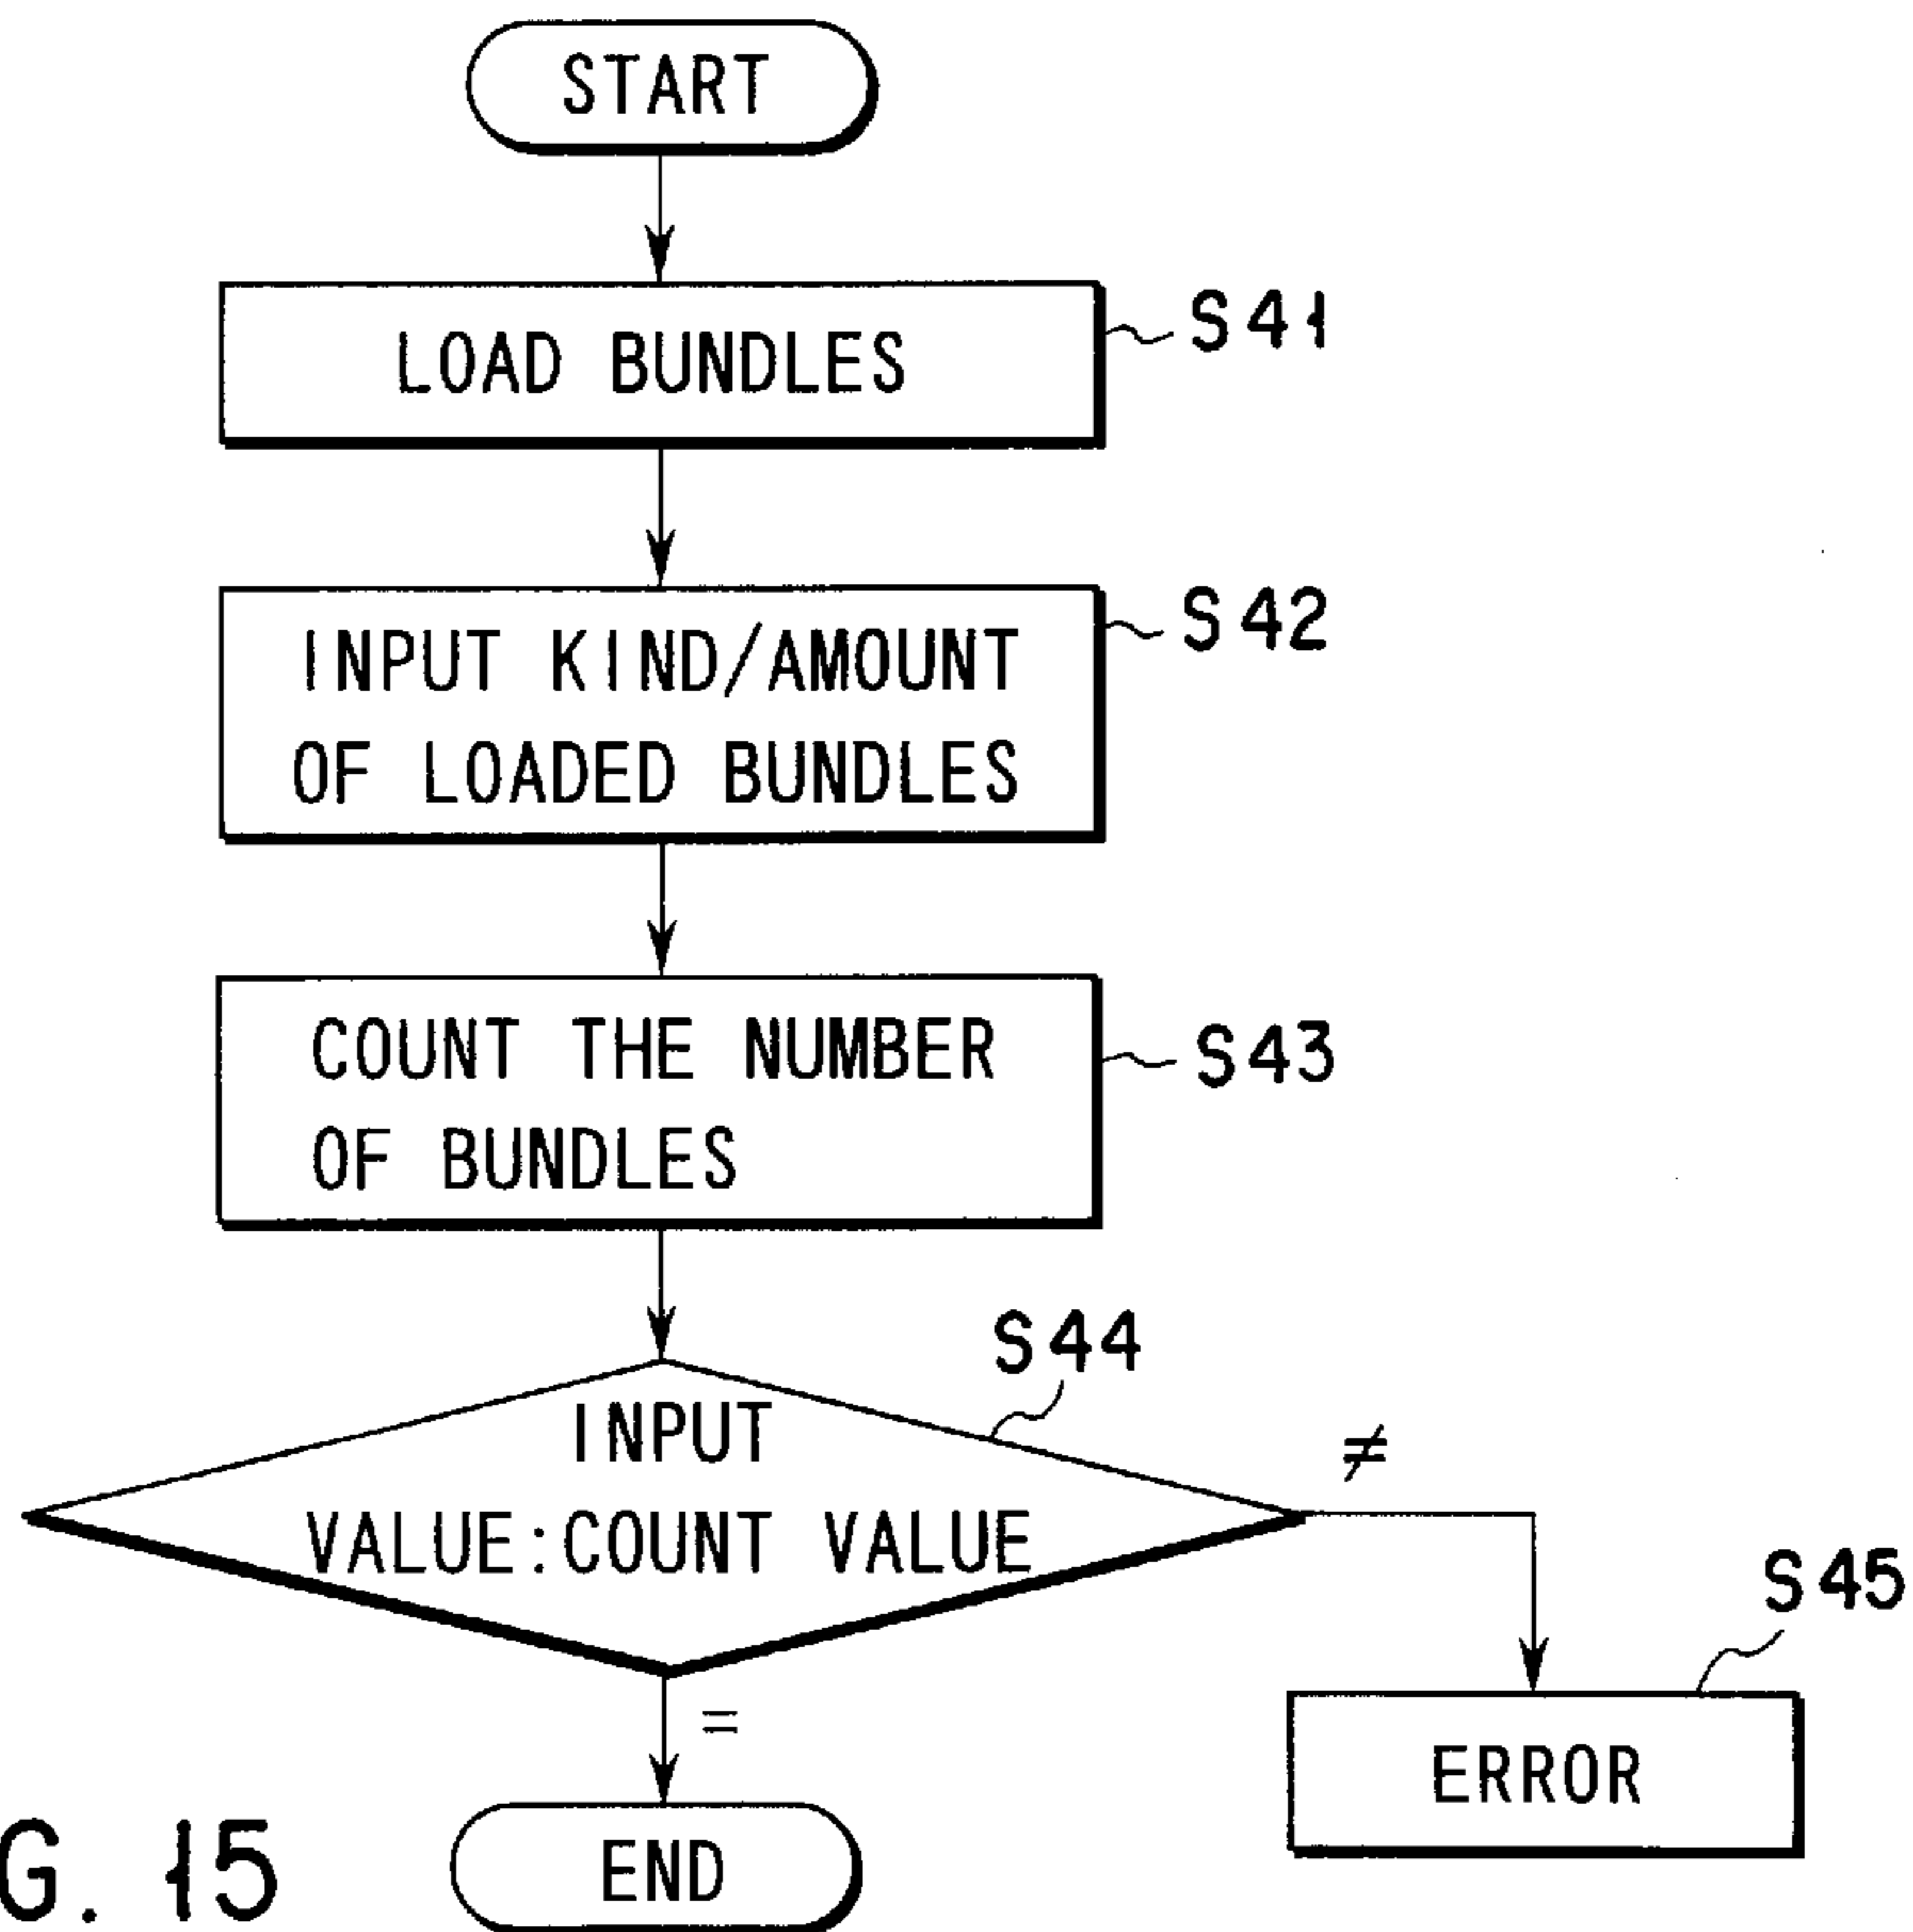 START
LOAD BUNDLES
S41
INPUT KIND/AMOUNT
OF LOADED BUNDLES
S42
COUNT THE NUMBER
OF BUNDLES
S43
S44
INPUT
VALUE:COUNT VALUE
≠
S45
=
ERROR
END
G. 15